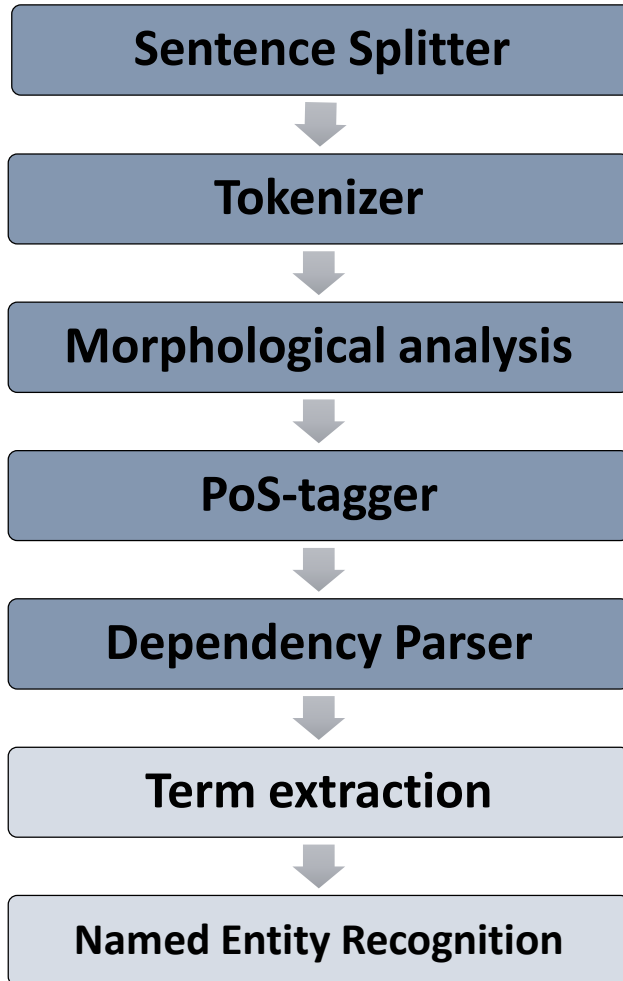 Sentence Splitter
Tokenizer
Morphological analysis
PoS-tagger
Dependency Parser
Term extraction
Named Entity Recognition